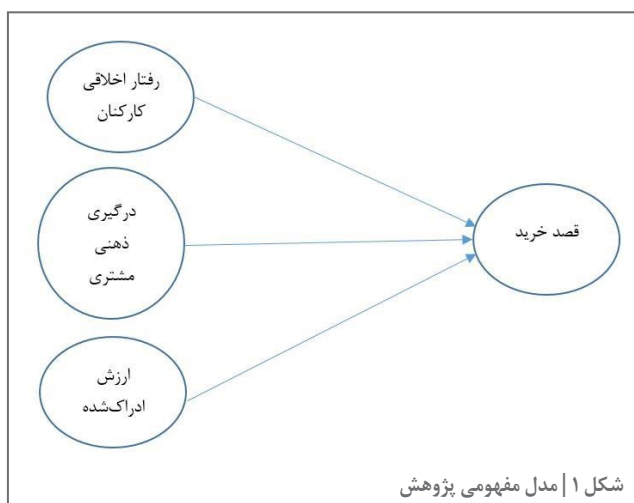 رفتار اخلاقی
کارکنان
درگیری
ذهنی
مشتری
ارزش
ادراک‌شده
قصد خرید
شکل ۱ | مدل مفهومی پژوهش